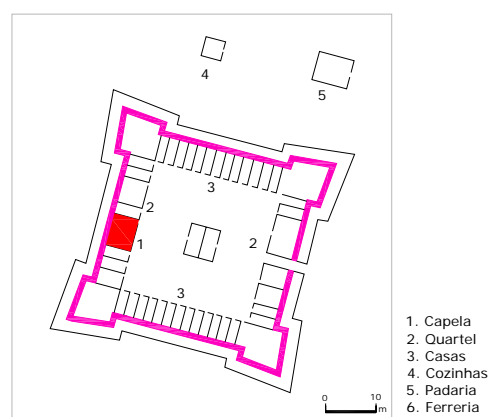 4
5
3
2
2
1
3
1. Capela
2. Quartel
3. Casas
4. Cozinhas
5. Padaria
6. Ferreria
0 10
m